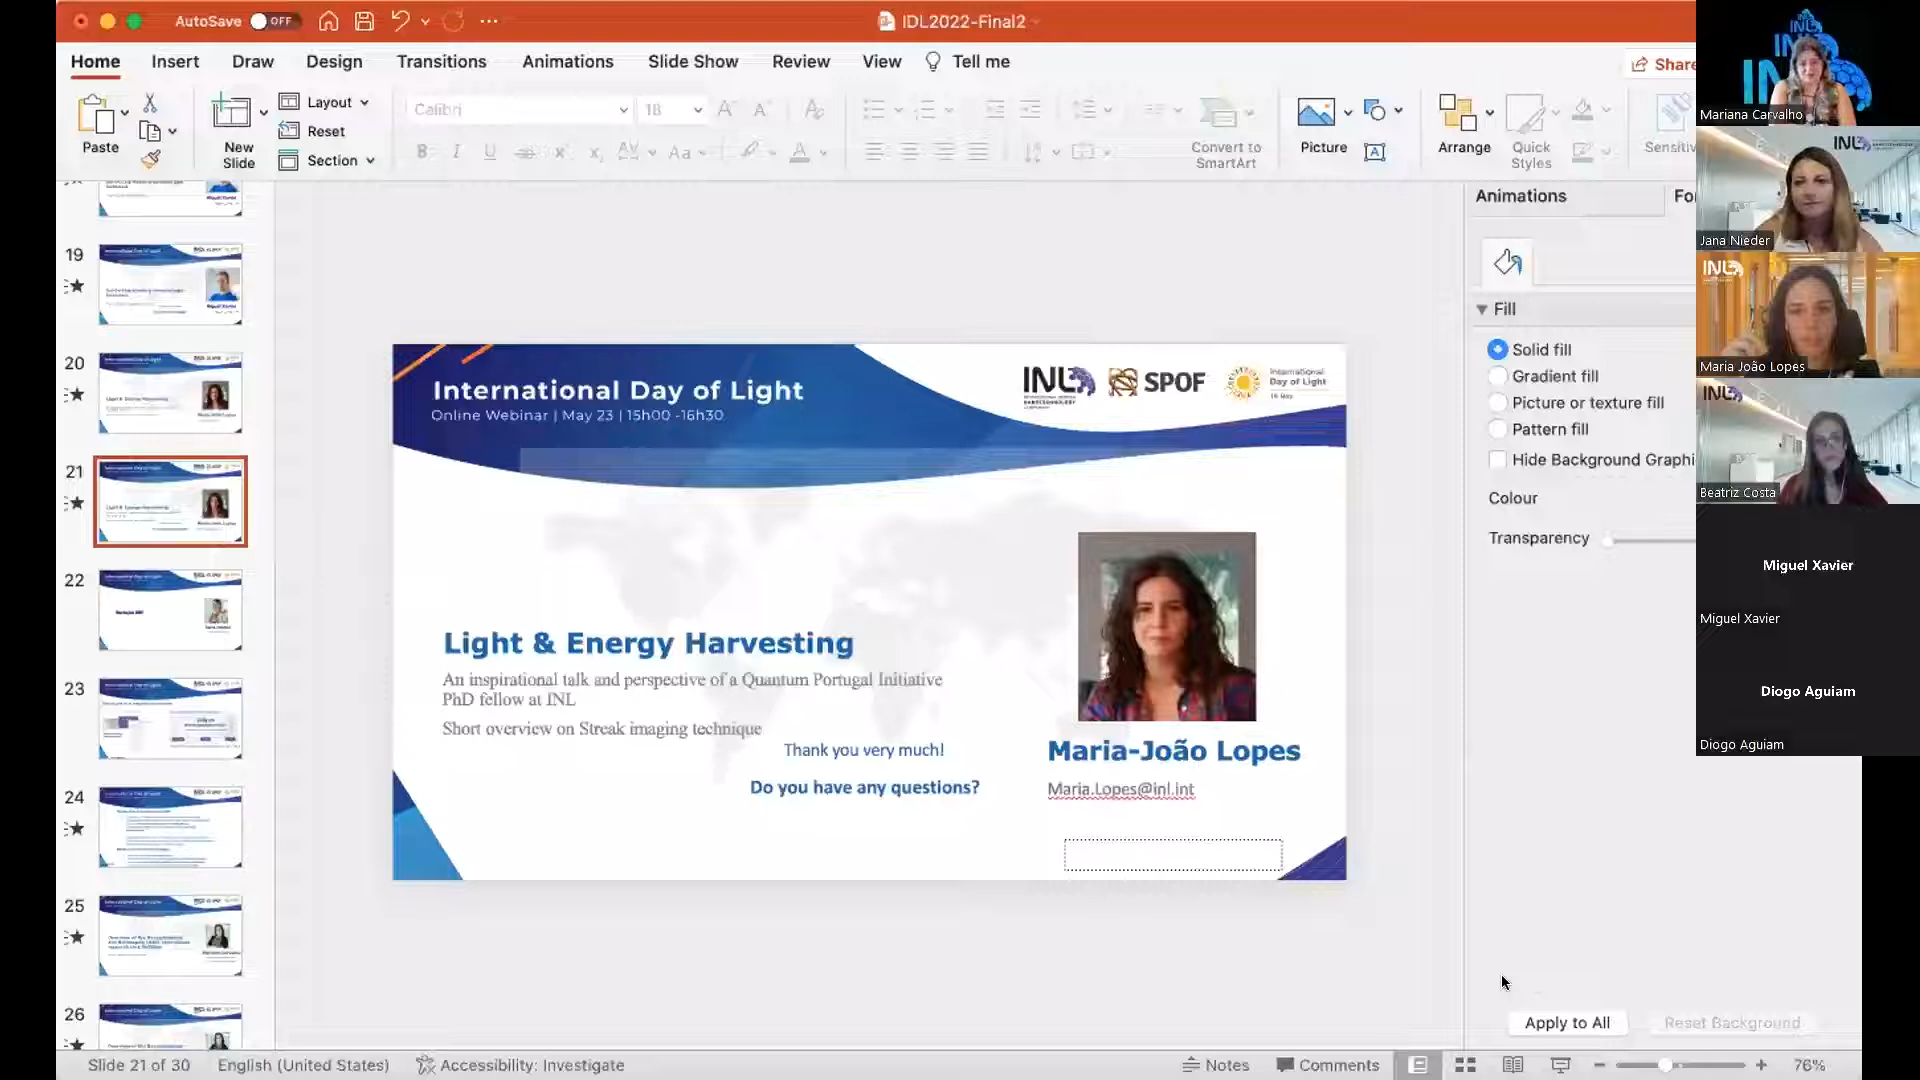 AutoSave OFF
IDL2022-Final2
Home Insert Draw Design Transitions Animations Slide Show Review View Tell me
Share
Paste
New Slide
Layout
Reset
Section
Calibri 18
Convert to SmartArt
Picture
Arrange
Quick Styles
Sensitiv
19
20
21
22
23
24
25
26
International Day of Light
Online Webinar | May 23 | 15h00 -16h30
INL
SPOF
International
Day of Light
Light & Energy Harvesting
An inspirational talk and perspective of a Quantum Portugal Initiative
PhD fellow at INL
Short overview on Streak imaging technique
Thank you very much!
Do you have any questions?
Maria-João Lopes
Maria.Lopes@inl.int
Animations
Fo
Fill
Solid fill
Gradient fill
Picture or texture fill
Pattern fill
Hide Background Graphi
Colour
Transparency
Apply to All
Reset Background
Mariana Carvalho
INL
Jana Nieder
INL
Maria João Lopes
INL
Beatriz Costa
Miguel Xavier
Miguel Xavier
Diogo Aguiam
Diogo Aguiam
Slide 21 of 30
English (United States)
Accessibility: Investigate
Notes
Comments
76%